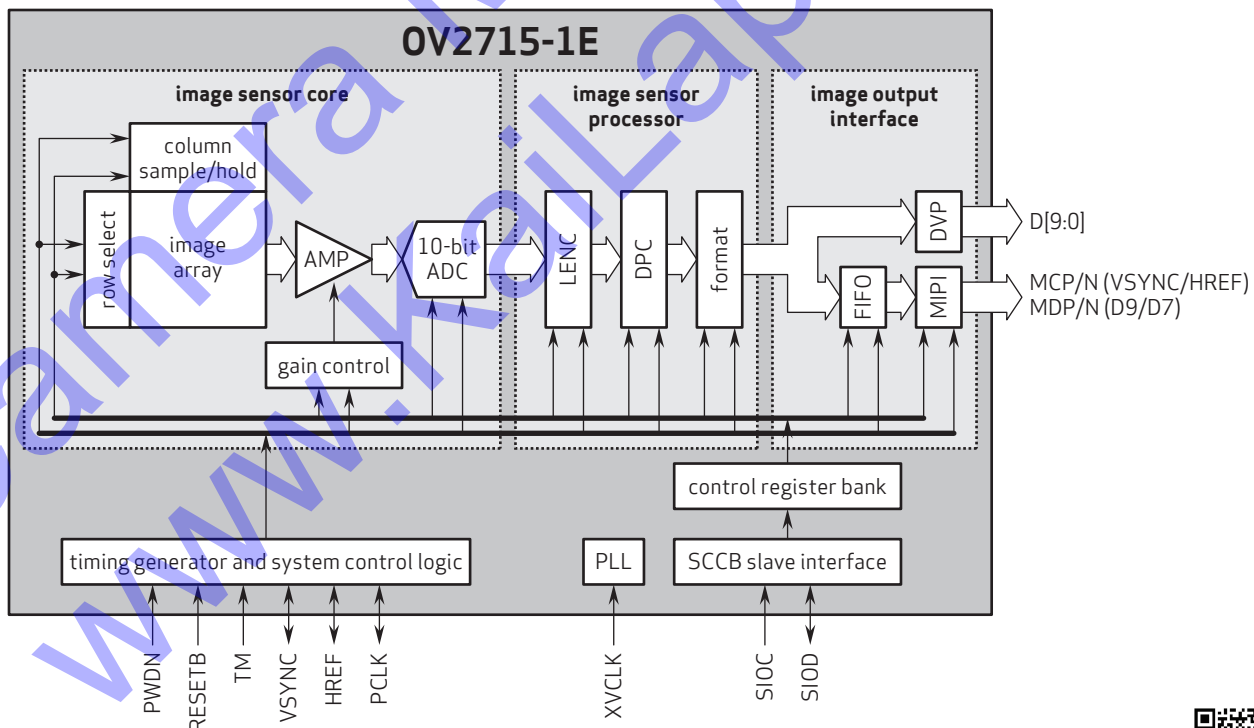 OV2715-1E
image sensor core
image sensor
processor
image output
interface
column
sample/hold
row select
image
array
AMP
10-bit
ADC
gain control
LENC
DPC
format
DVP
FIFO
MIPI
D[9:0]
MCP/N (VSYNC/HREF)
MDP/N (D9/D7)
control register bank
timing generator and system control logic
PLL
SCCB slave interface
PWDN
RESETB
TM
VSYNC
HREF
PCLK
XVCLK
SIOC
SIOD
camera
www.KaiLap